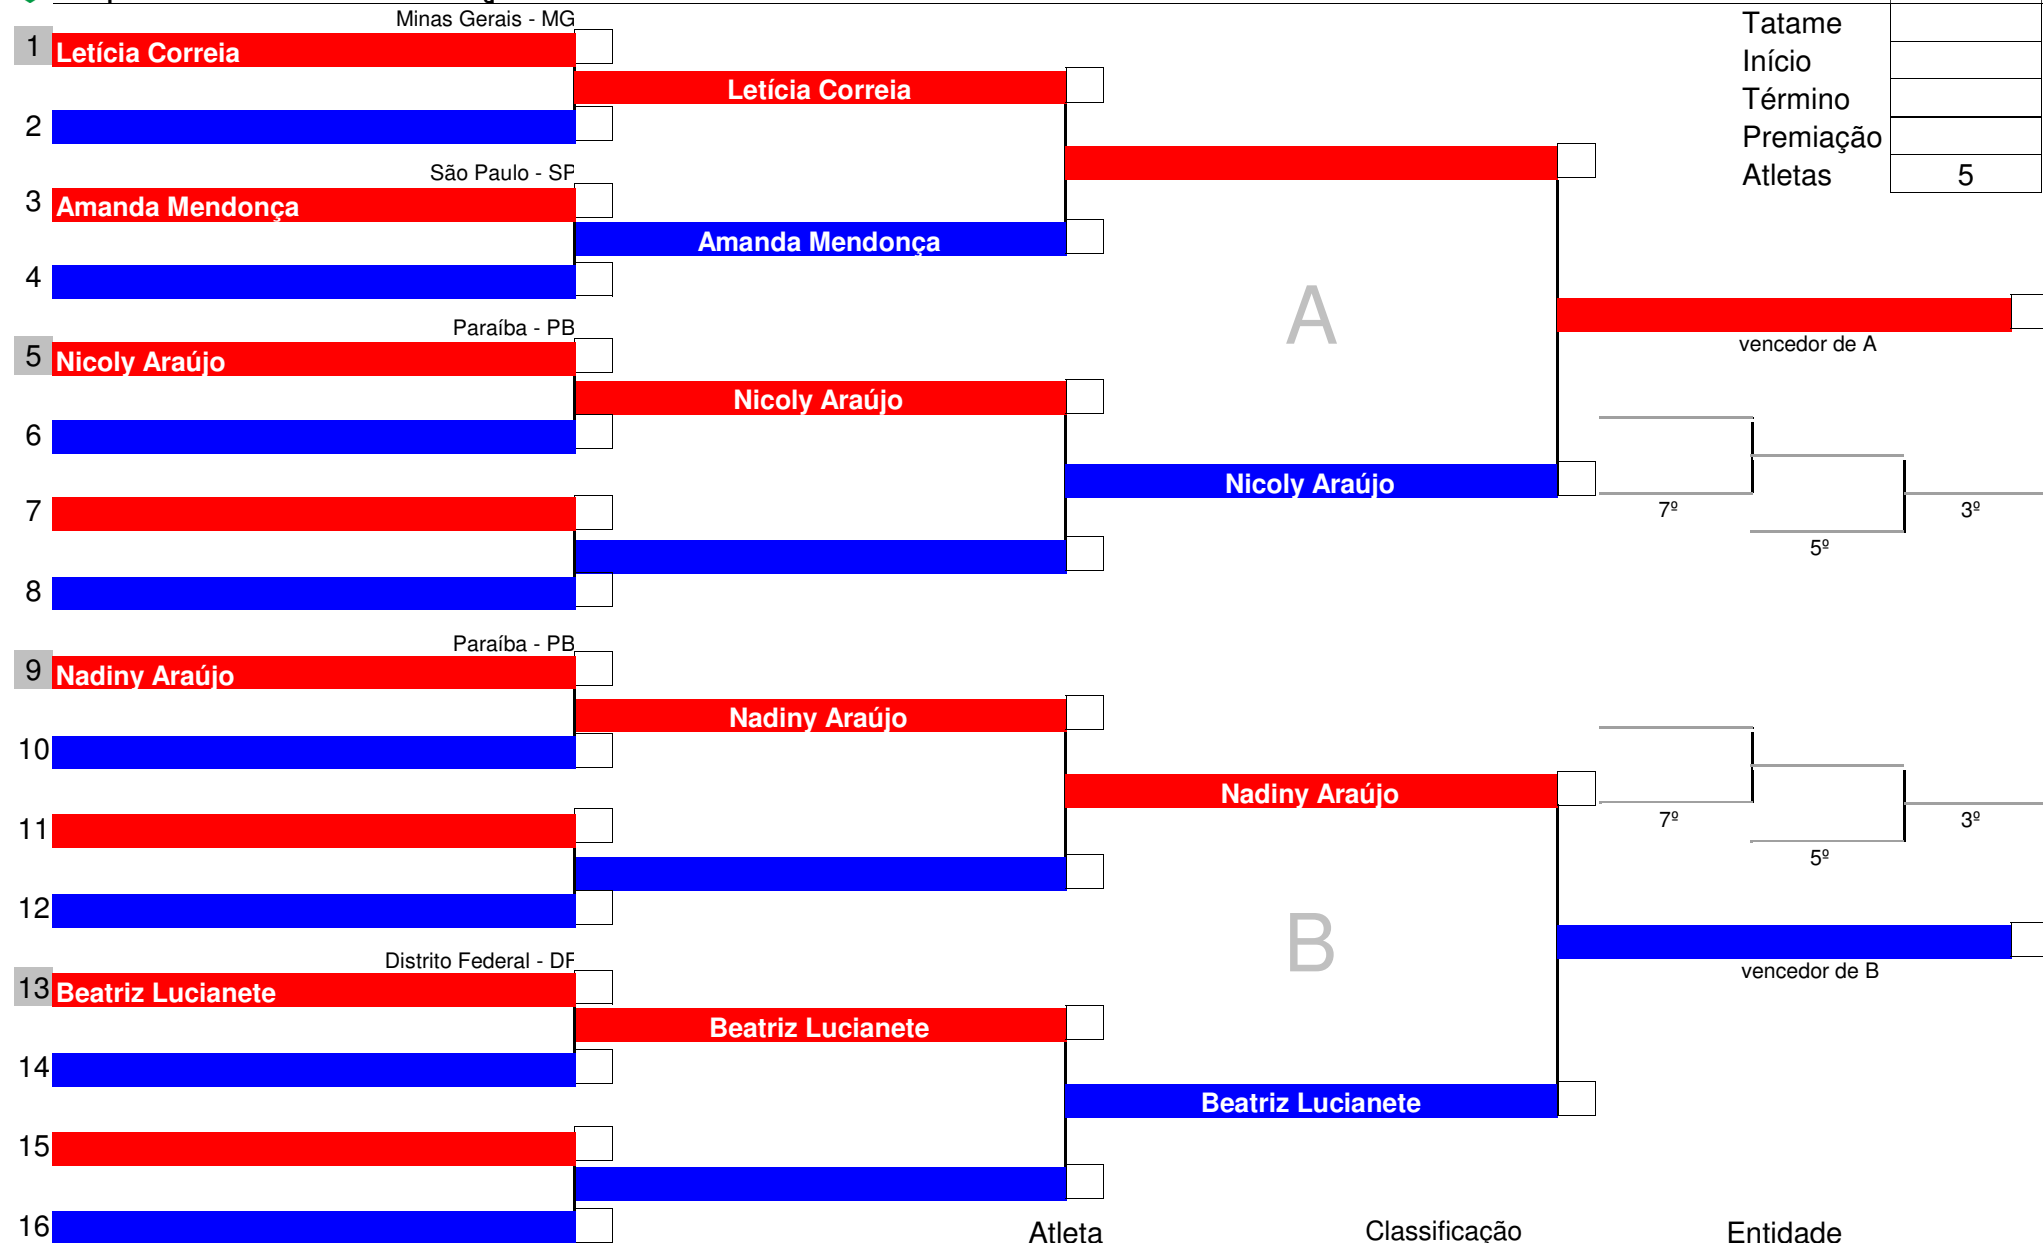 Minas Gerais - MG
1 Letícia Correia
Letícia Correia
2
São Paulo - SP
3 Amanda Mendonça
Amanda Mendonça
4
Paraíba - PB
5 Nicoly Araújo
Nicoly Araújo
6
Nicoly Araújo
7
8
Paraíba - PB
9 Nadiny Araújo
Nadiny Araújo
10
Nadiny Araújo
11
12
Distrito Federal - DF
13 Beatriz Lucianete
Beatriz Lucianete
14
Beatriz Lucianete
15
16
A
B
vencedor de A
7º
3º
5º
7º
3º
5º
vencedor de B
Tatame
Início
Término
Premiação
Atletas 5
Atleta Classificação Entidade